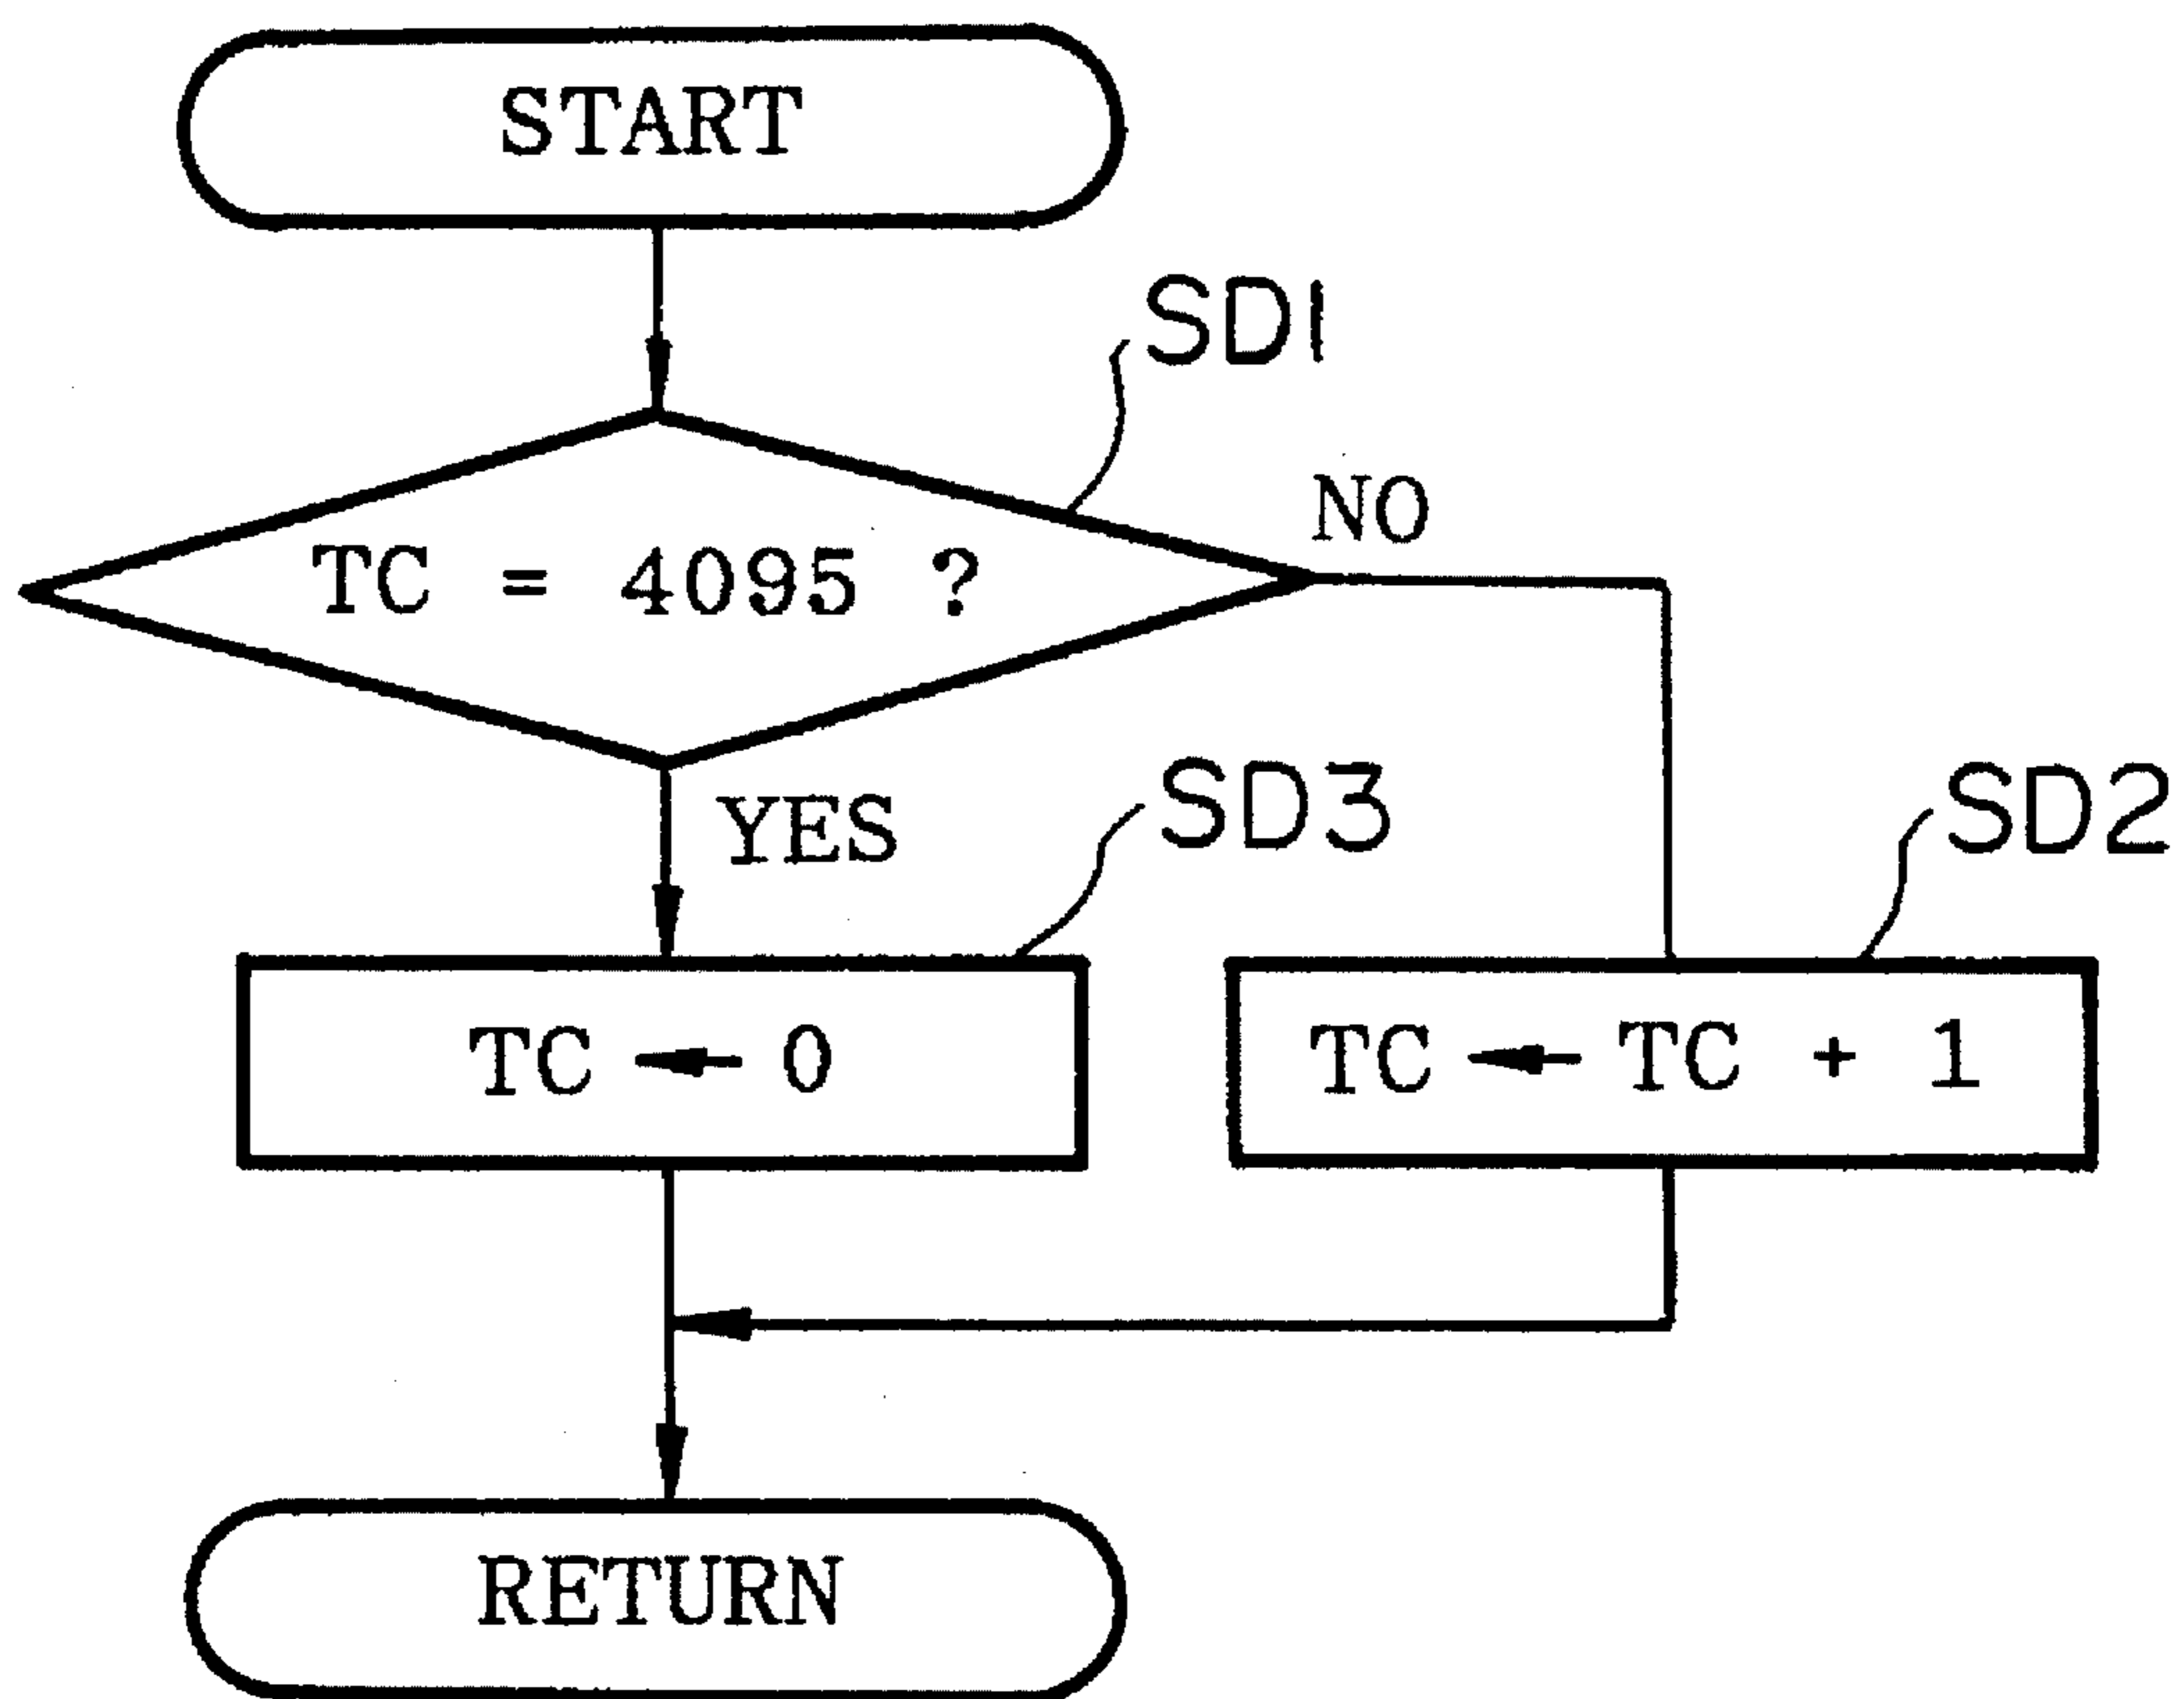 START
SD1
NO
TC = 4095 ?
YES
SD3
SD2
TC ← 0
TC ← TC + 1
RETURN